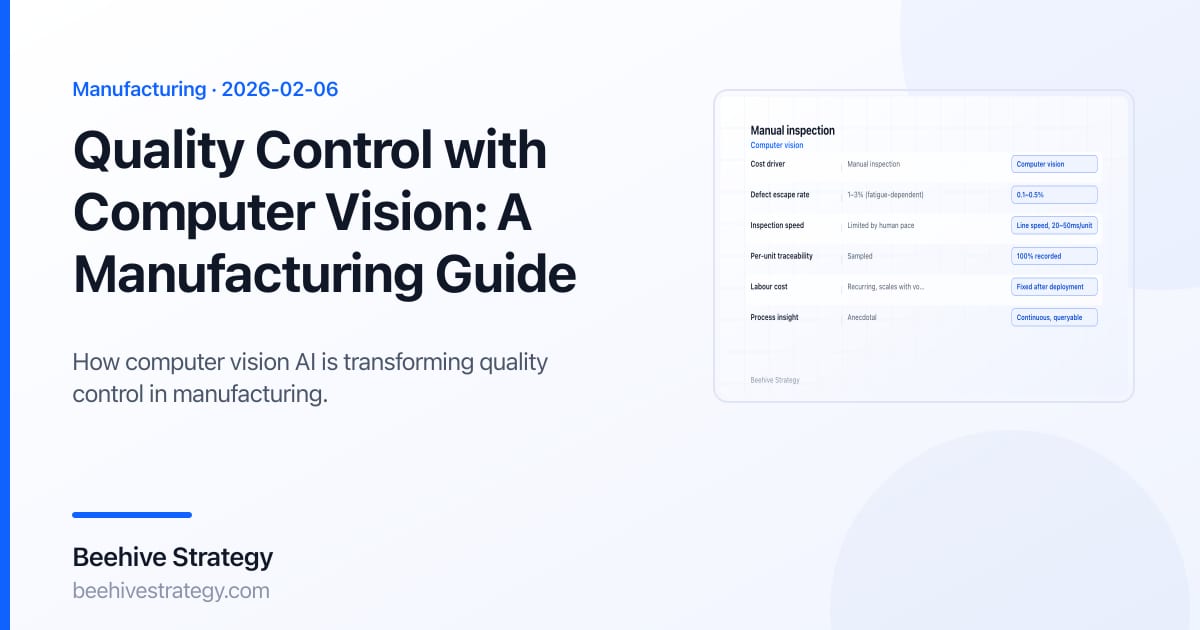 Manufacturing · 2026-02-06
Quality Control with
Computer Vision: A
Manufacturing Guide
How computer vision AI is transforming quality
control in manufacturing.
Beehive Strategy
beehivestrategy.com
Manual inspection
Computer vision
Cost driver Manual inspection Computer vision
Defect escape rate 1–3% (fatigue-dependent) 0.1–0.5%
Inspection speed Limited by human pace Line speed, 20–50ms/unit
Per-unit traceability Sampled 100% recorded
Labour cost Recurring, scales with vo... Fixed after deployment
Process insight Anecdotal Continuous, queryable
Beehive Strategy